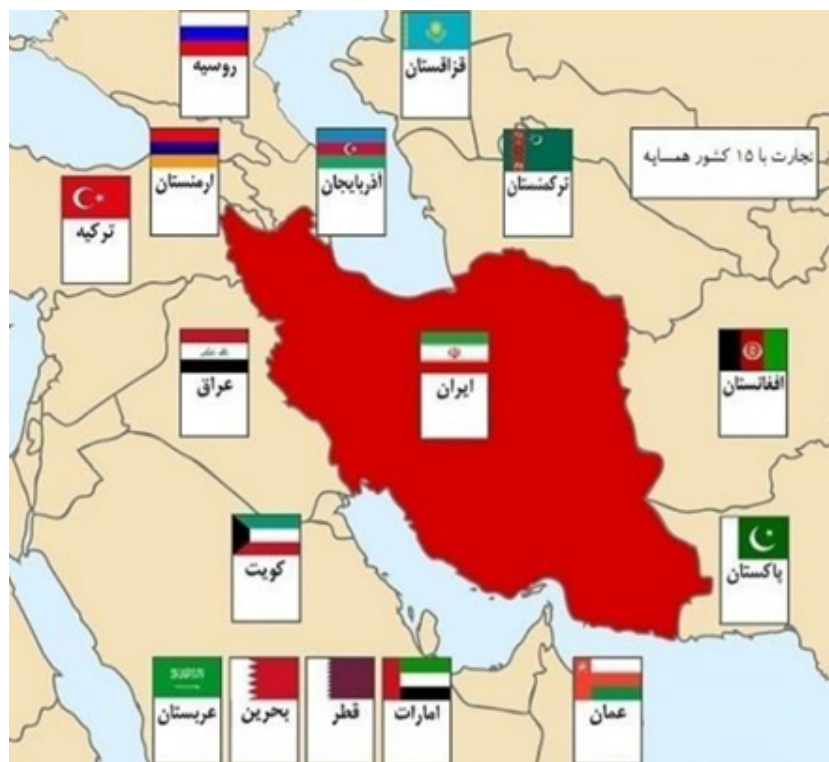 روسیه
قزاقستان
ارمنستان
آذربایجان
ترکمنستان
تجارت با ۱۵ کشور همسایه
ترکیه
عراق
ایران
افغانستان
کویت
پاکستان
عربستان
بحرین
قطر
امارات
عمان